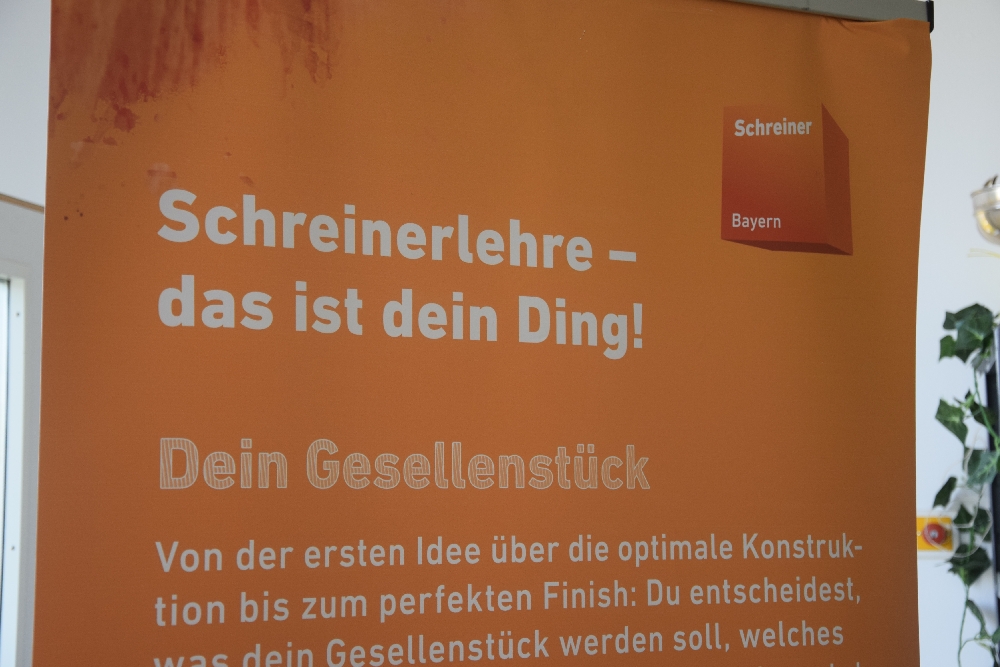 Schreiner
Bayern
Schreinerlehre –
das ist dein Ding!
Dein Gesellenstück
Von der ersten Idee über die optimale Konstruk-
tion bis zum perfekten Finish: Du entscheidest,
was dein Gesellenstück werden soll, welches